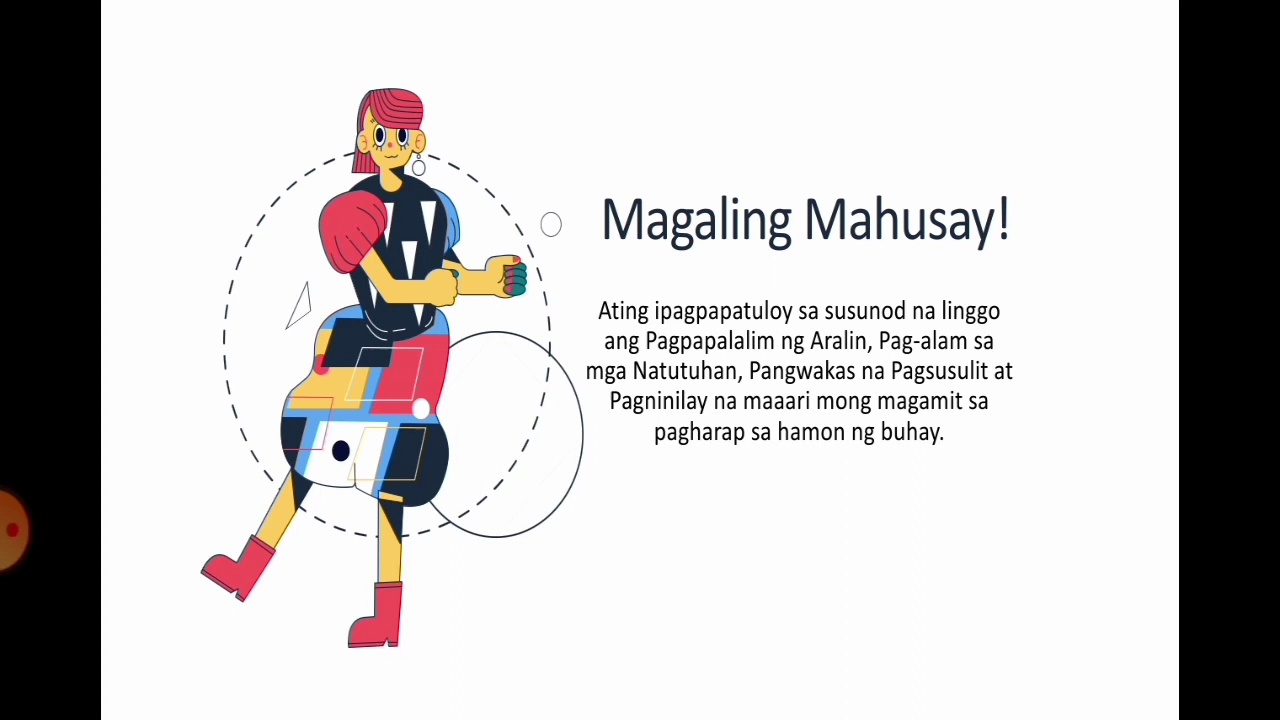 Magaling Mahusay!
Ating ipagpapatuloy sa susunod na linggo
ang Pagpapalalim ng Aralin, Pag-alam sa
mga Natutuhan, Pangwakas na Pagsusulit at
Pagninilay na maaari mong magamit sa
pagharap sa hamon ng buhay.